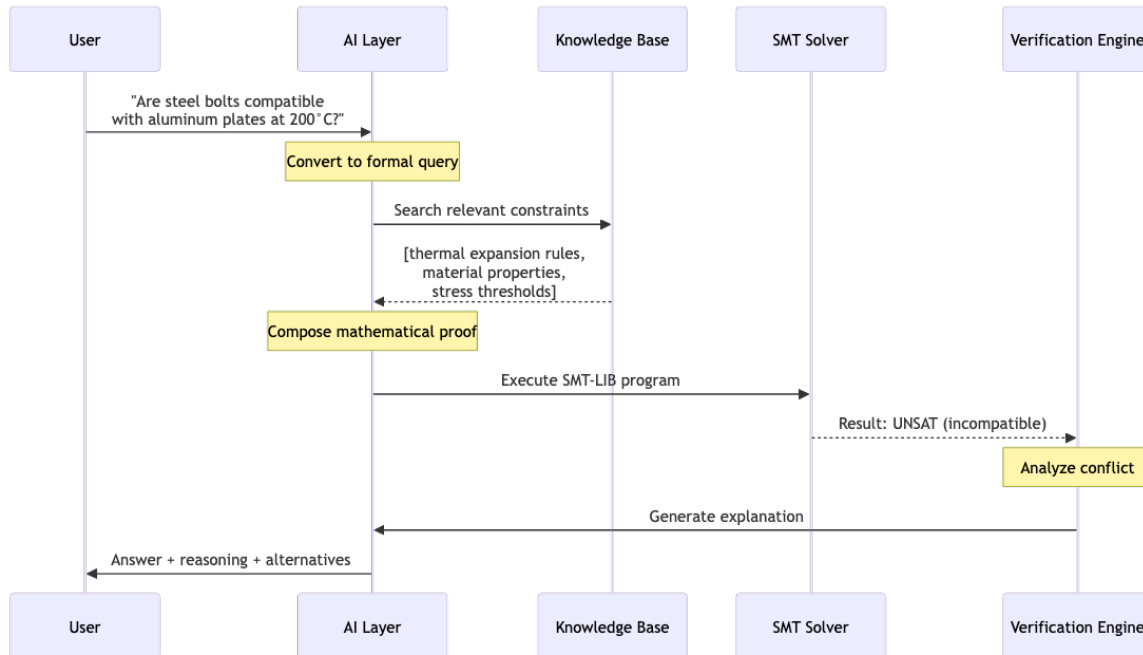 User
AI Layer
Knowledge Base
SMT Solver
Verification Engine
"Are steel bolts compatible
with aluminum plates at 200°C?"
Convert to formal query
Search relevant constraints
[thermal expansion rules,
material properties,
stress thresholds]
Compose mathematical proof
Execute SMT-LIB program
Result: UNSAT (incompatible)
Analyze conflict
Generate explanation
Answer + reasoning + alternatives
User
AI Layer
Knowledge Base
SMT Solver
Verification Engine